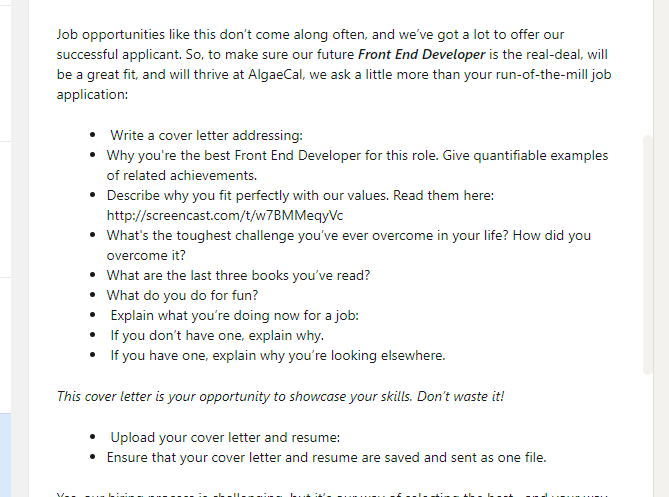 Job opportunities like this don't come along often, and we've got a lot to offer our
successful applicant. So, to make sure our future Front End Developer is the real-deal, will
be a great fit, and will thrive at AlgaeCal, we ask a little more than your run-of-the-mill job
application:
• Write a cover letter addressing:
• Why you're the best Front End Developer for this role. Give quantifiable examples
of related achievements.
• Describe why you fit perfectly with our values. Read them here:
http://screencast.com/t/w7BMMeqyVc
• What's the toughest challenge you've ever overcome in your life? How did you
overcome it?
• What are the last three books you've read?
• What do you do for fun?
• Explain what you're doing now for a job:
• If you don't have one, explain why.
• If you have one, explain why you're looking elsewhere.
This cover letter is your opportunity to showcase your skills. Don't waste it!
• Upload your cover letter and resume:
• Ensure that your cover letter and resume are saved and sent as one file.